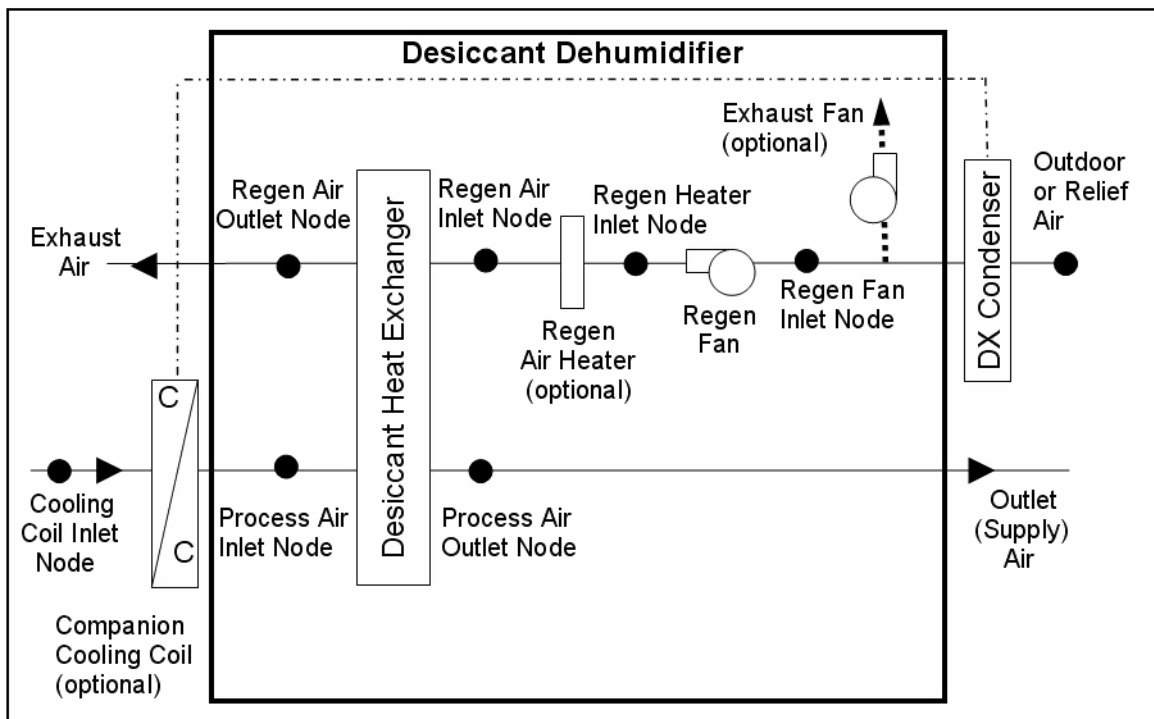 Desiccant Dehumidifier
Exhaust Fan
(optional)
Outdoor
or Relief
Air
Regen Air
Outlet Node
Regen Air
Inlet Node
Regen Heater
Inlet Node
Exhaust
Air
Desiccant Heat Exchanger
DX Condenser
Regen Fan
Inlet Node
Regen
Fan
Regen
Air Heater
(optional)
C
C
Cooling
Coil Inlet
Node
Process Air
Inlet Node
Process Air
Outlet Node
Outlet
(Supply)
Air
Companion
Cooling Coil
(optional)